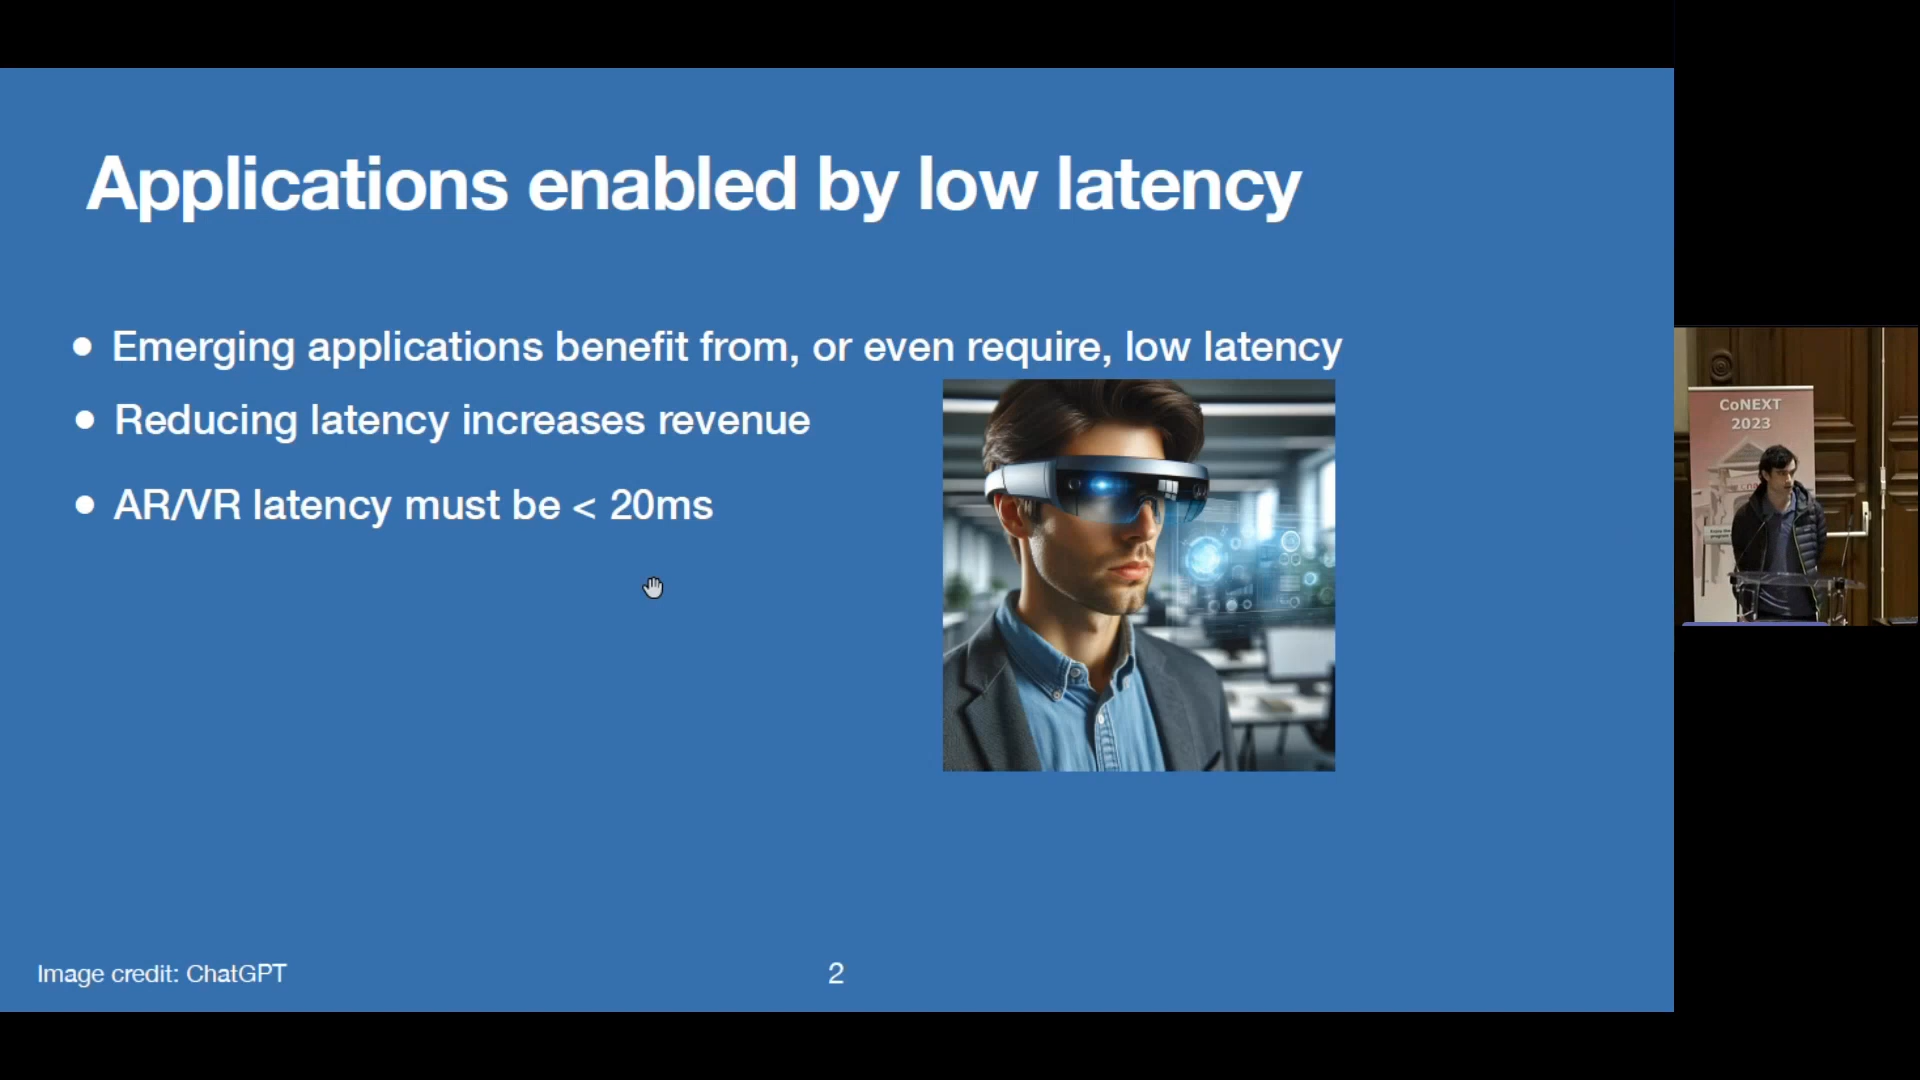 Applications enabled by low latency
● Emerging applications benefit from, or even require, low latency
● Reducing latency increases revenue
● AR/VR latency must be < 20ms
Image credit: ChatGPT
2
CoNEXT
2023